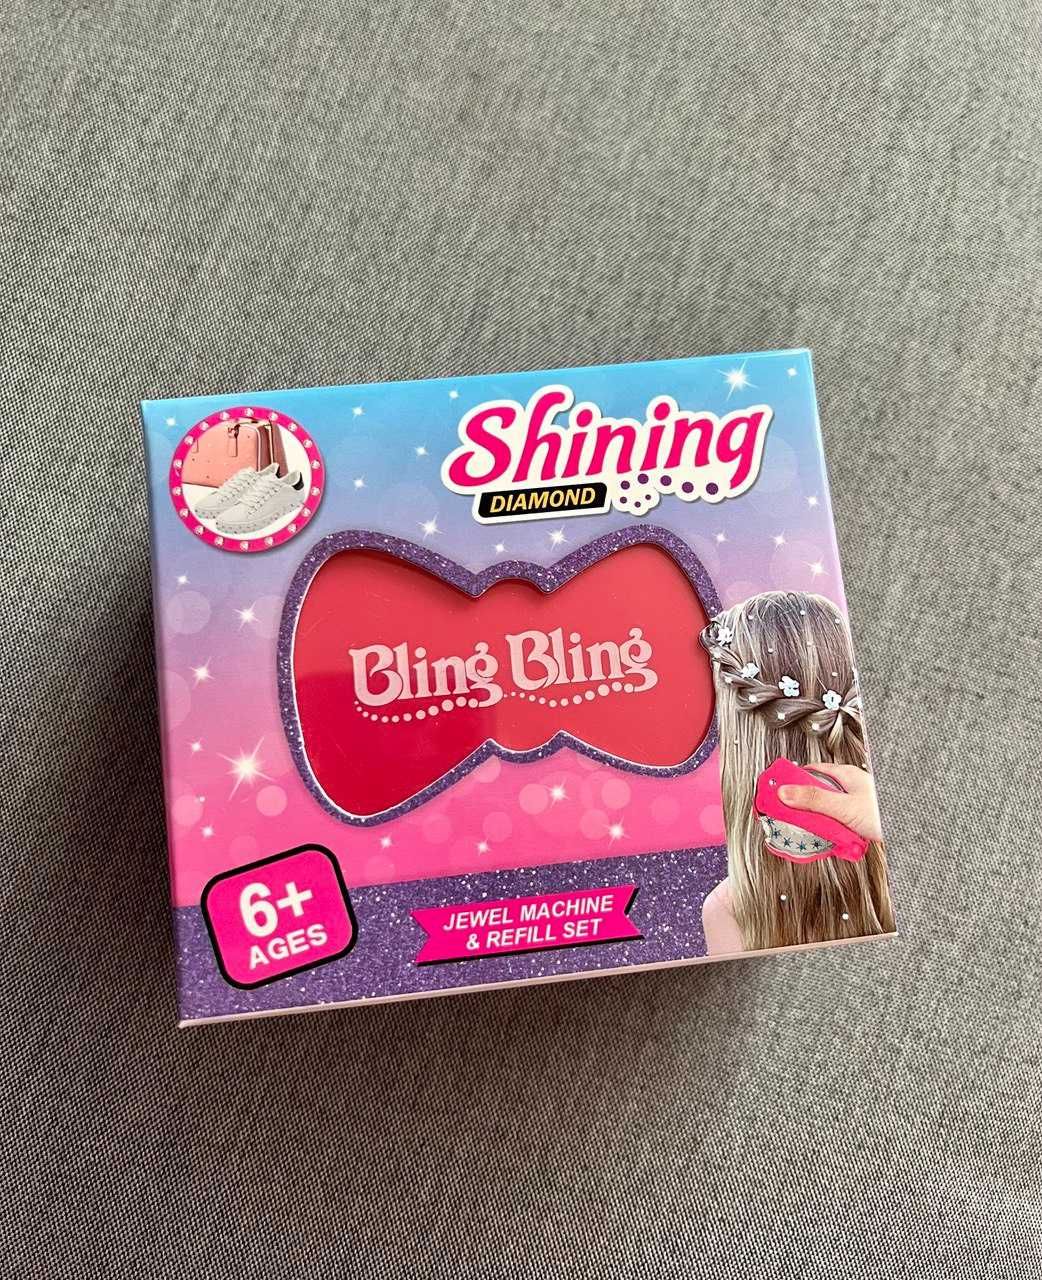 Shining
DIAMOND
Bling Bling
6+
AGES
JEWEL MACHINE
& REFILL SET